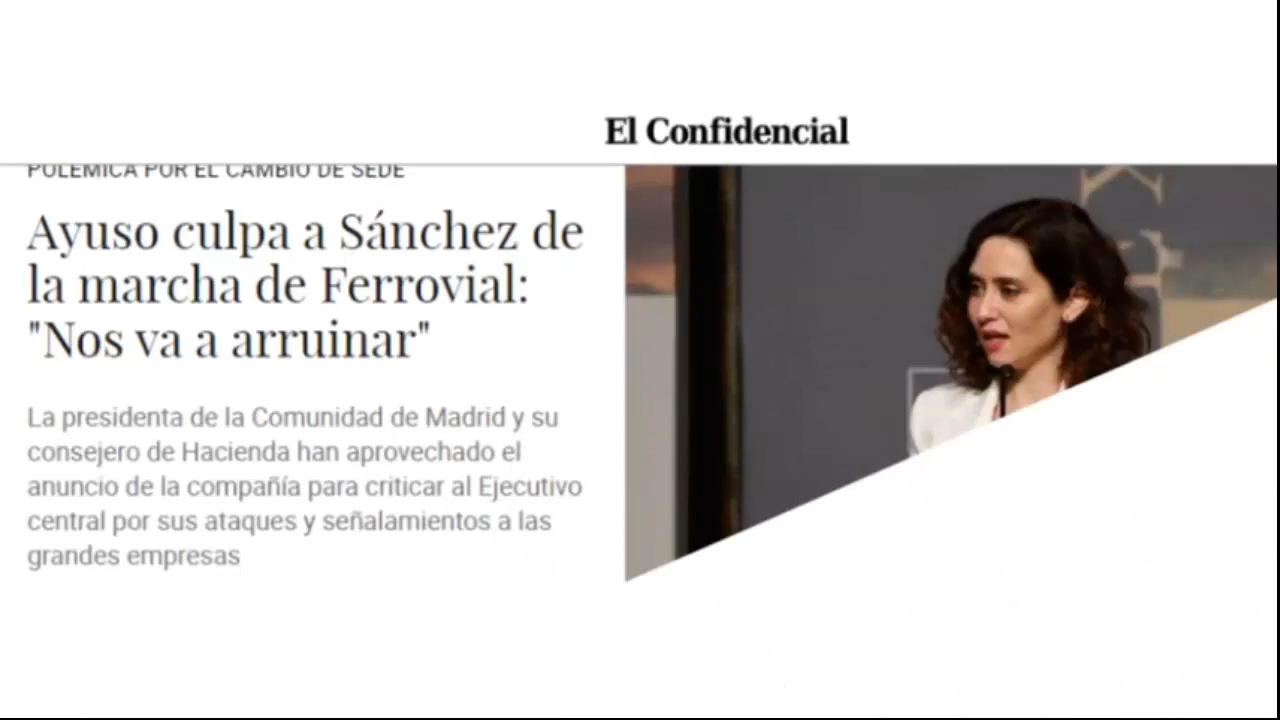 El Confidencial
POLÉMICA POR EL CAMBIO DE SEDE
Ayuso culpa a Sánchez de
la marcha de Ferrovial:
"Nos va a arruinar"
La presidenta de la Comunidad de Madrid y su
consejero de Hacienda han aprovechado el
anuncio de la compañía para criticar al Ejecutivo
central por sus ataques y señalamientos a las
grandes empresas